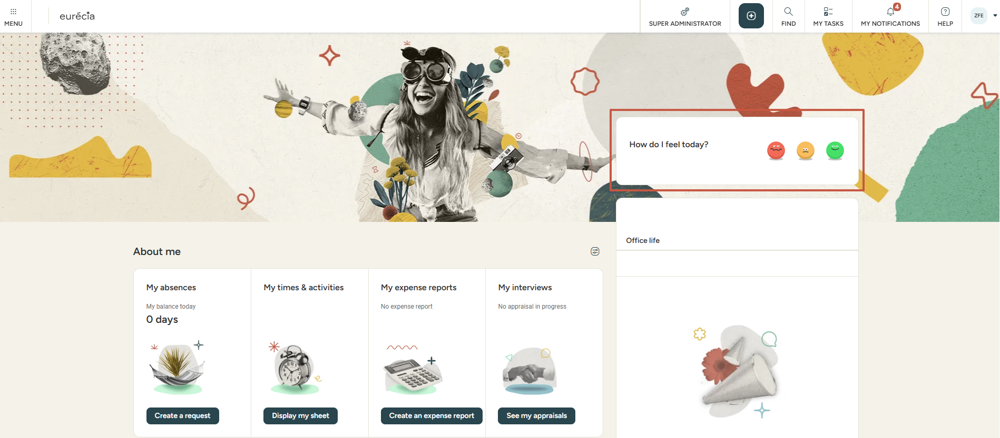 MENU
eurécia
SUPER ADMINISTRATOR
FIND
MY TASKS
4
MY NOTIFICATIONS
HELP
ZFE
How do I feel today?
Office life
About me
My absences
My balance today
0 days
Create a request
My times & activities
Display my sheet
My expense reports
No expense report
Create an expense report
My interviews
No appraisal in progress
See my appraisals